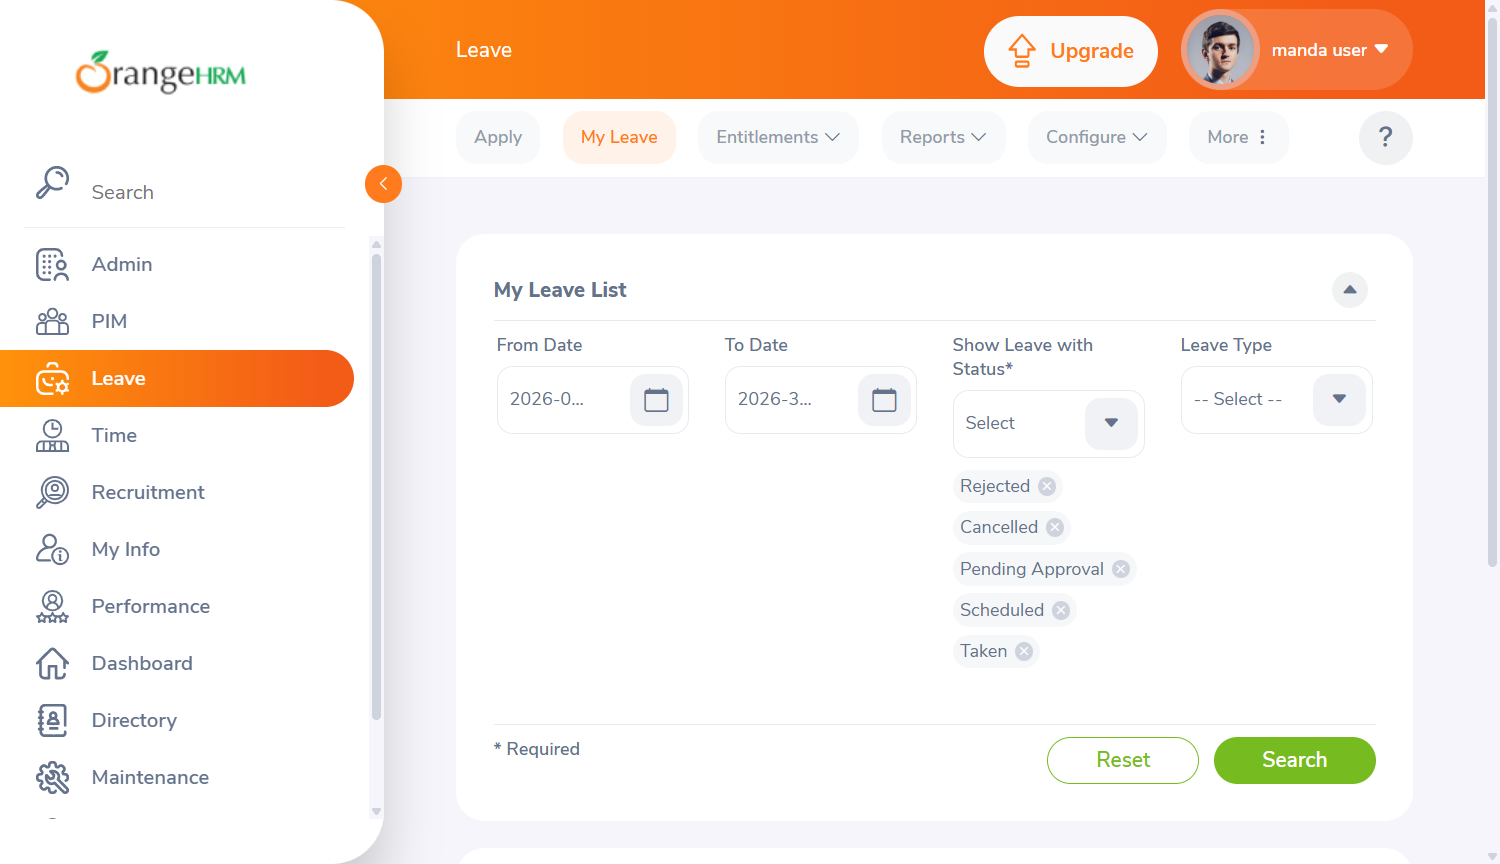 OrangeHRM
Leave
Upgrade
manda user
Apply
My Leave
Entitlements
Reports
Configure
More
?
Search
Admin
PIM
Leave
Time
Recruitment
My Info
Performance
Dashboard
Directory
Maintenance
My Leave List
From Date
2026-0...
To Date
2026-3...
Show Leave with
Status*
Select
Rejected
Cancelled
Pending Approval
Scheduled
Taken
Leave Type
-- Select --
* Required
Reset
Search